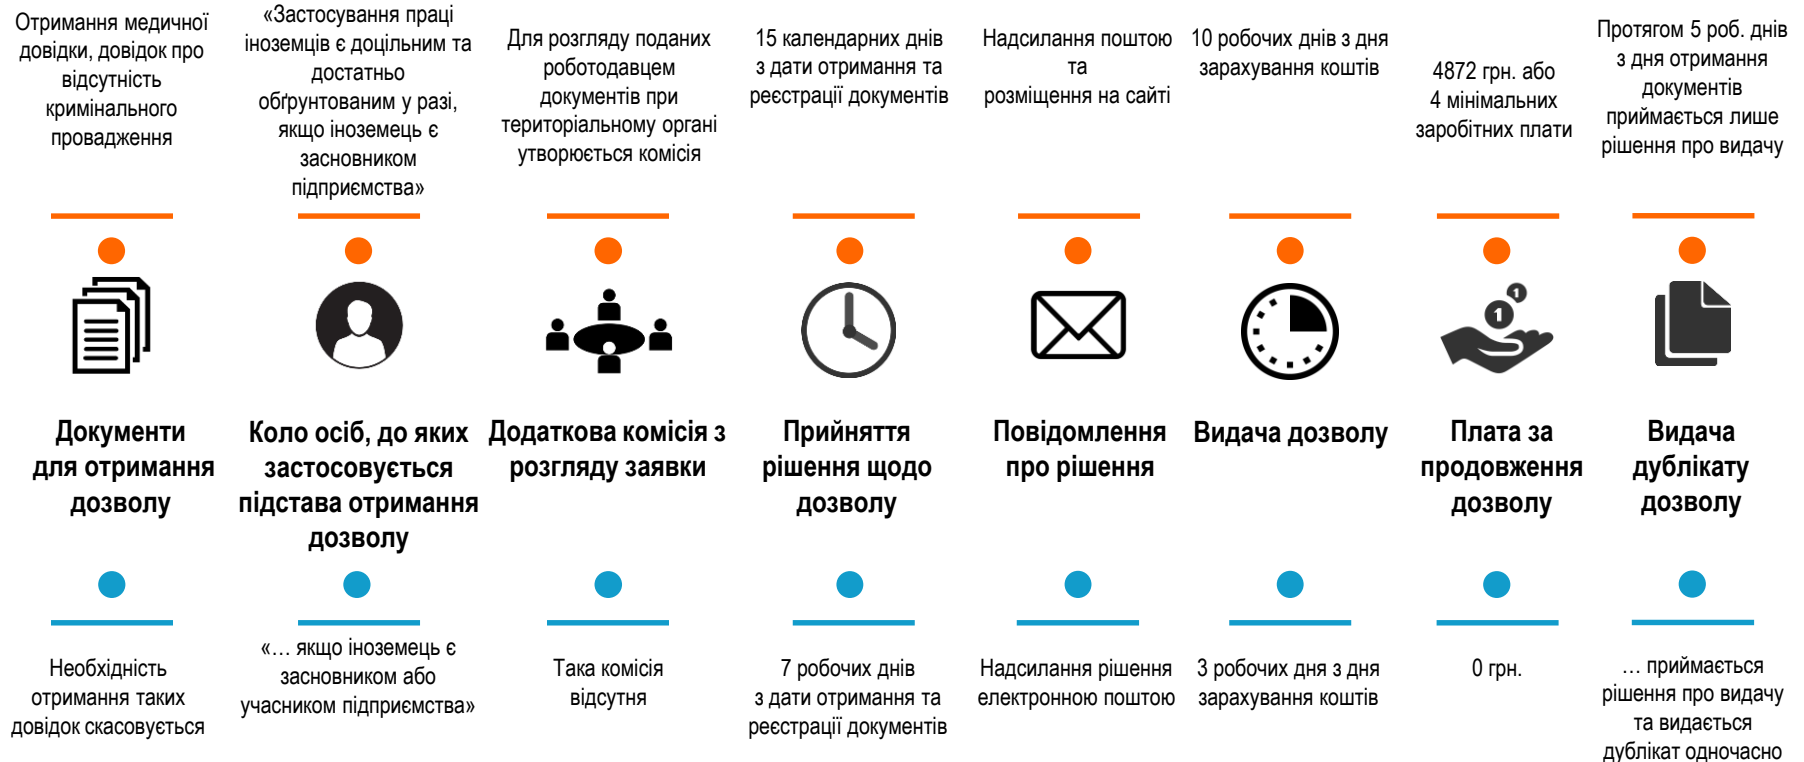 Отримання медичної
довідки, довідок про
відсутність
кримінального
провадження
«Застосування праці
іноземців є доцільним та
достатньо
обґрунтованим у разі,
якщо іноземець є
засновником
підприємства»
Для розгляду поданих
роботодавцем
документів при
територіальному органі
утворюється комісія
15 календарних днів
з дати отримання та
реєстрації документів
Надсилання поштою
та
розміщення на сайті
10 робочих днів з дня
зарахування коштів
4872 грн. або
4 мінімальних
заробітних плати
Протягом 5 роб. днів
з дня отримання
документів
приймається лише
рішення про видачу
1
1
Документи
для отримання
дозволу
Коло осіб, до яких
застосовується
підстава отримання
дозволу
Додаткова комісія з
розгляду заявки
Прийняття
рішення щодо
дозволу
Повідомлення
про рішення
Видача дозволу
Плата за
продовження
дозволу
Видача
дублікату
дозволу
Необхідність
отримання таких
довідок скасовується
«… якщо іноземець є
засновником або
учасником підприємства»
Така комісія
відсутня
7 робочих днів
з дати отримання та
реєстрації документів
Надсилання рішення
електронною поштою
3 робочих дня з дня
зарахування коштів
0 грн.
… приймається
рішення про видачу
та видається
дублікат одночасно